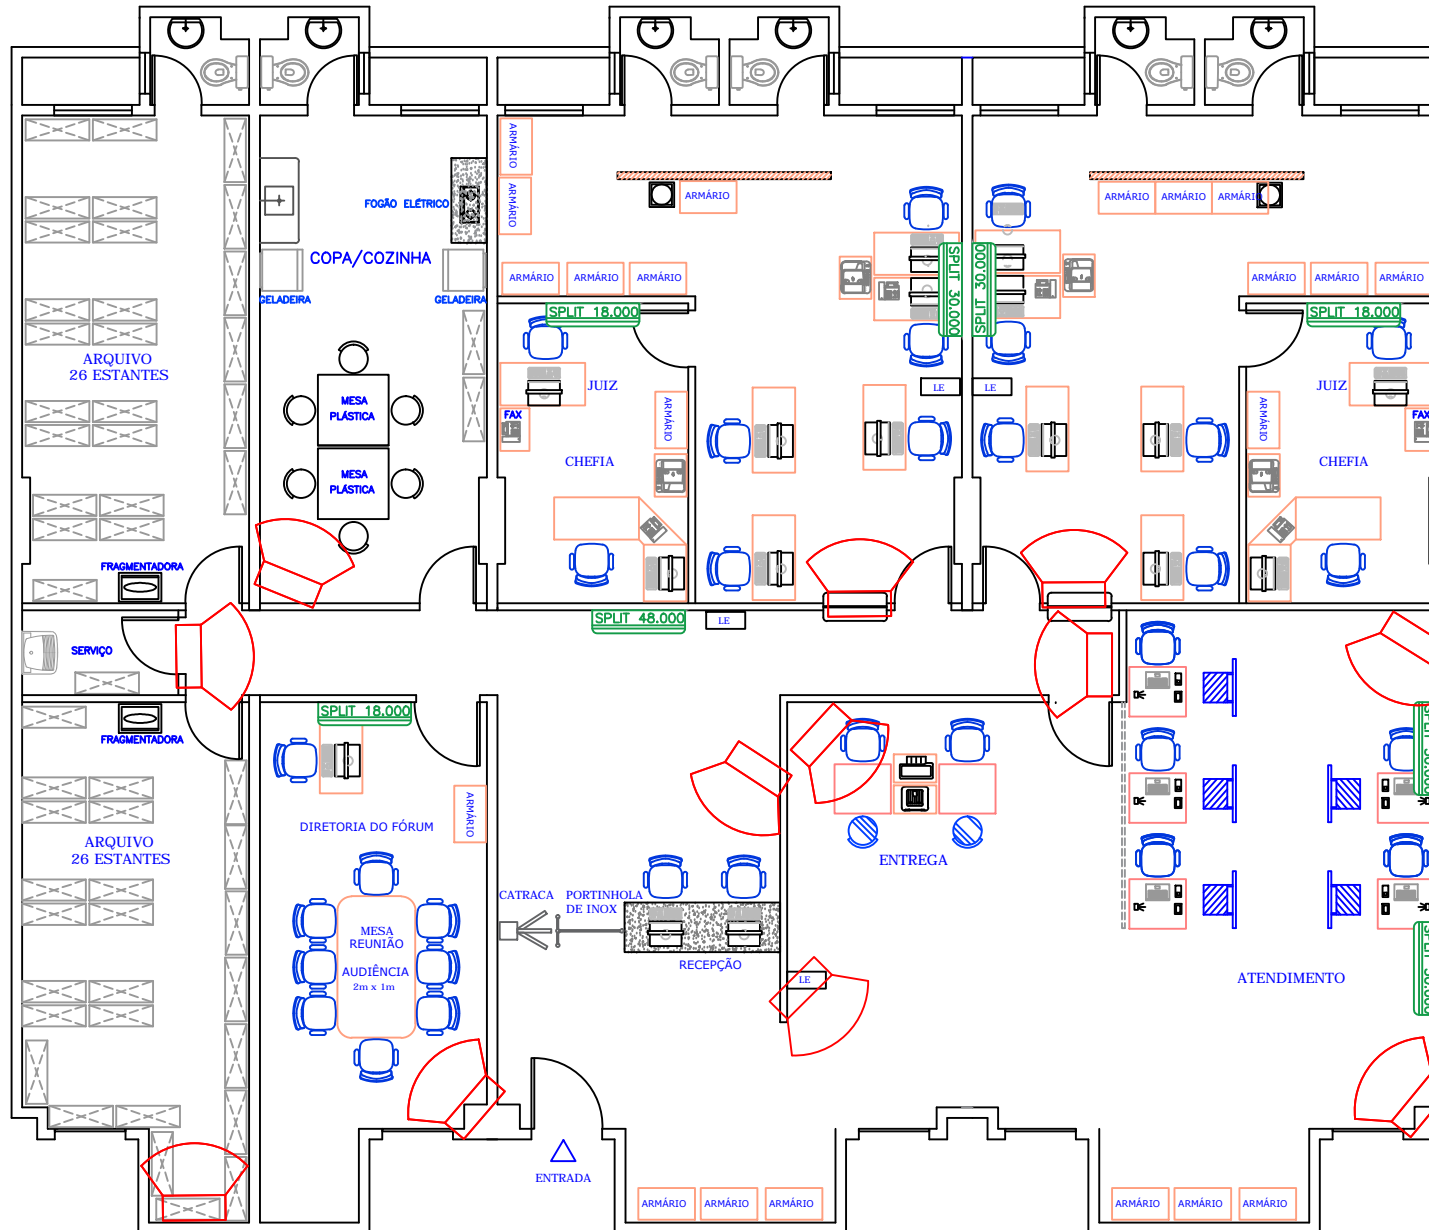 ARMÁRIO
ARMÁRIO
ARMÁRIO
ARMÁRIO
ARMÁRIO
ARMÁRIO
FOGÃO ELÉTRICO
COPA/COZINHA
GELADEIRA
GELADEIRA
ARMÁRIO
ARMÁRIO
ARMÁRIO
ARMÁRIO
ARMÁRIO
ARMÁRIO
SPLIT 30.000
SPLIT 30.000
SPLIT 18.000
SPLIT 18.000
ARQUIVO
26 ESTANTES
JUIZ
JUIZ
LE
LE
MESA
PLÁSTICA
FAX
ARMÁRIO
ARMÁRIO
FAX
CHEFIA
CHEFIA
MESA
PLÁSTICA
FRAGMENTADORA
SPLIT 48.000
LE
SERVIÇO
SPLIT 18.000
FRAGMENTADORA
ARMÁRIO
DIRETORIA DO FÓRUM
ARQUIVO
26 ESTANTES
ENTREGA
CATRACA
PORTINHOLA
DE INOX
MESA
REUNIÃO
AUDIÊNCIA
2m x 1m
RECEPÇÃO
LE
ATENDIMENTO
ENTRADA
ARMÁRIO
ARMÁRIO
ARMÁRIO
ARMÁRIO
ARMÁRIO
ARMÁRIO